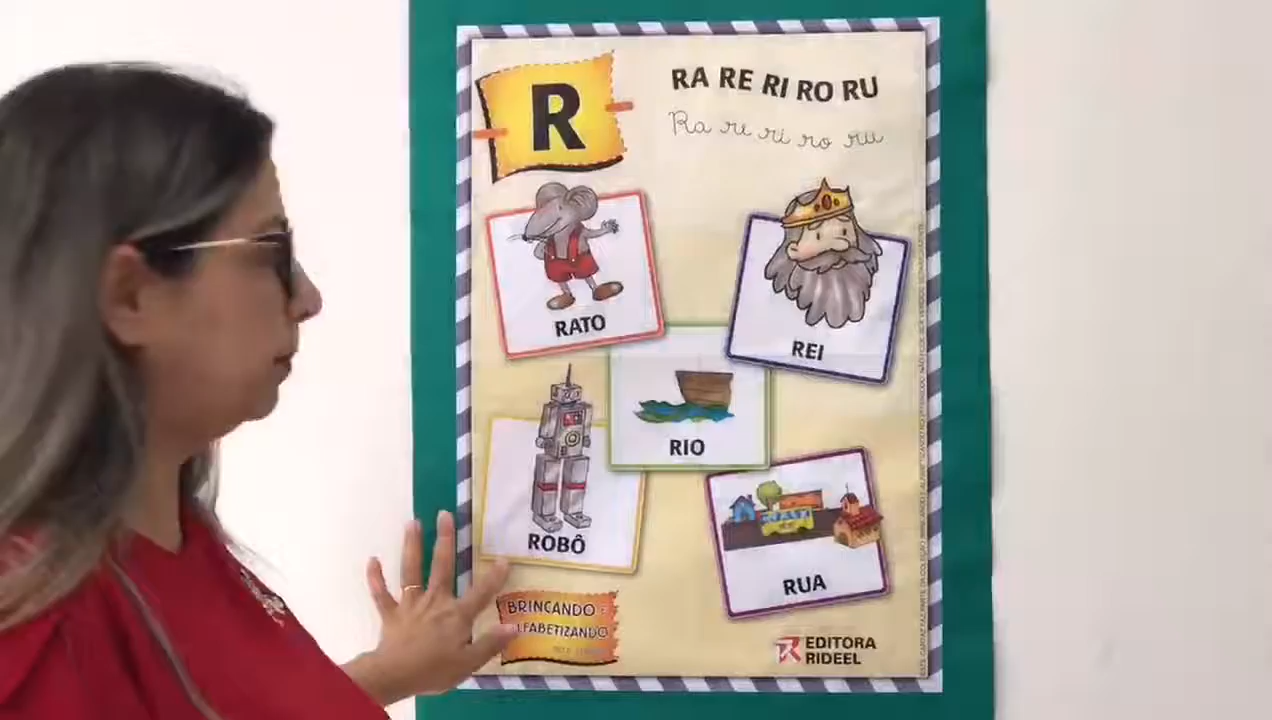 R
RA RE RI RO RU
Ra re ri ro ru
RATO
REI
RIO
ROBÔ
RUA
BRINCANDO E
ALFABETIZANDO
EDITORA
RIDEEL